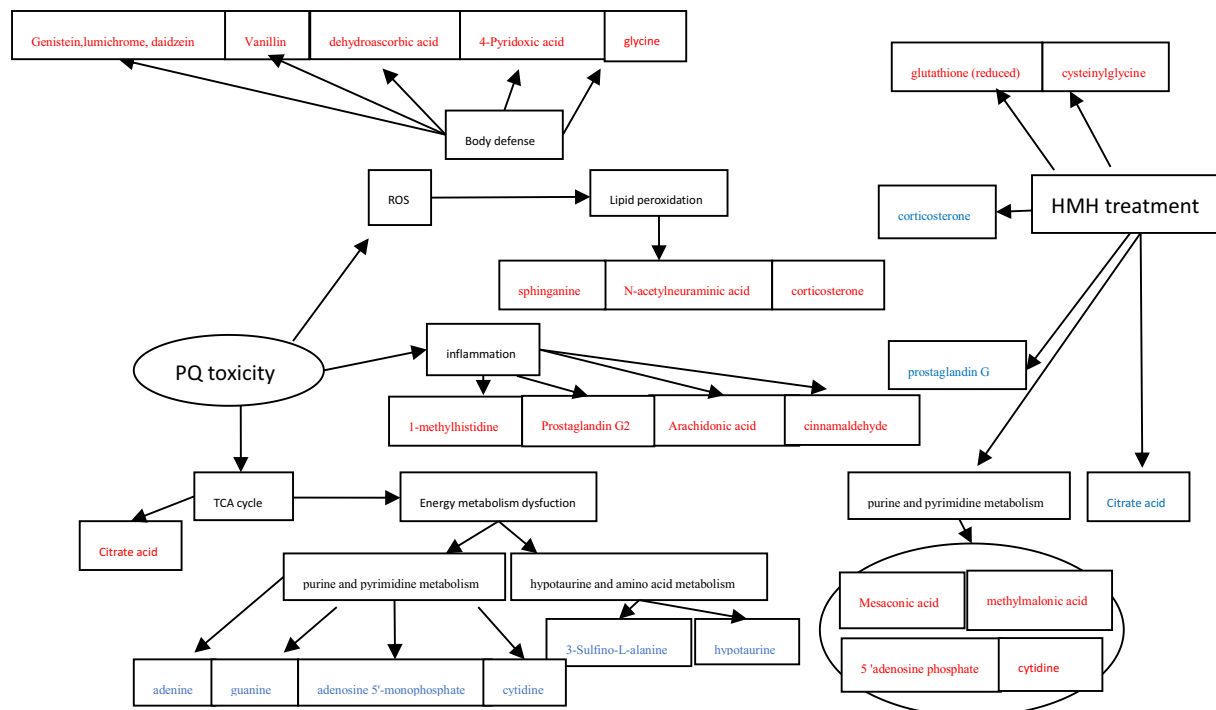 Genistein,lumichrome, daidzein
Vanillin
dehydroascorbic acid
4-Pyridoxic acid
glycine
glutathione (reduced)
cysteinylglycine
Body defense
ROS
Lipid peroxidation
corticosterone
HMH treatment
sphinganine
N-acetylneuraminic acid
corticosterone
PQ toxicity
inflammation
prostaglandin G
1-methylhistidine
Prostaglandin G2
Arachidonic acid
cinnamaldehyde
TCA cycle
Energy metabolism dysfuction
purine and pyrimidine metabolism
Citrate acid
Citrate acid
purine and pyrimidine metabolism
hypotaurine and amino acid metabolism
Mesaconic acid
methylmalonic acid
3-Sulfino-L-alanine
hypotaurine
5 'adenosine phosphate
cytidine
adenine
guanine
adenosine 5'-monophosphate
cytidine